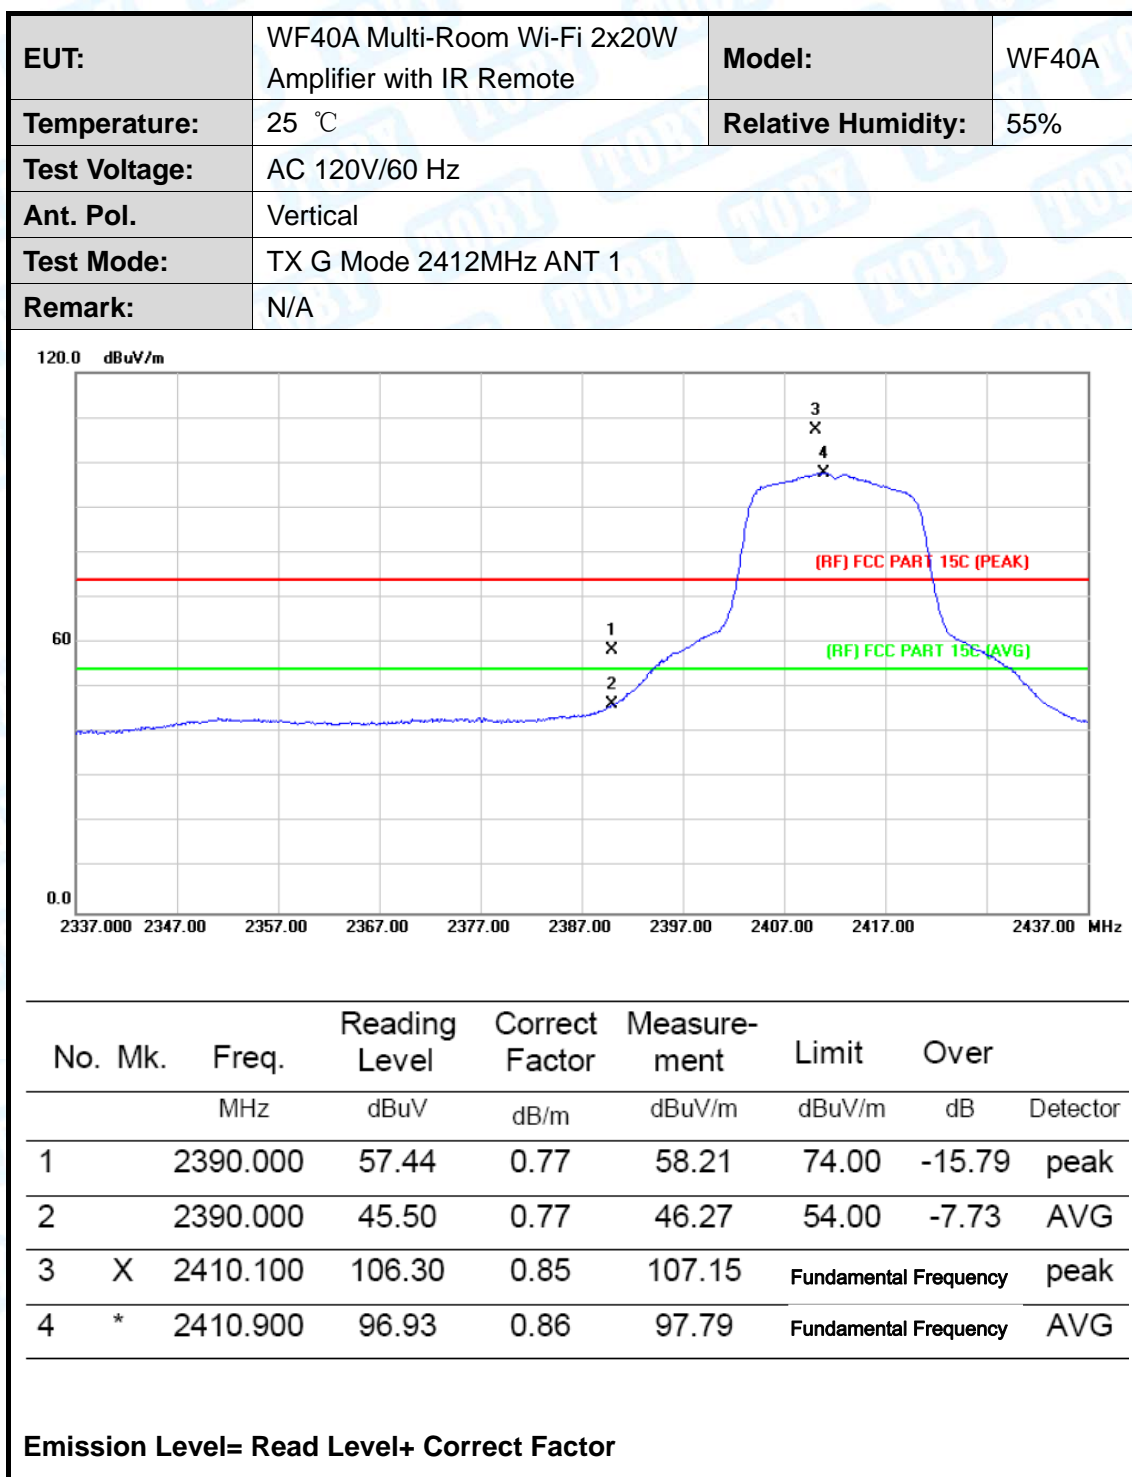 EUT: WF40A Multi-Room Wi-Fi 2x20W Amplifier with IR Remote Model: WF40A
Temperature: 25 ℃ Relative Humidity: 55%
Test Voltage: AC 120V/60 Hz
Ant. Pol. Vertical
Test Mode: TX G Mode 2412MHz ANT 1
Remark: N/A
120.0 dBuV/m
3
X
4
X
(RF) FCC PART 15C (PEAK)
60
1
X
(RF) FCC PART 15C (AVG)
2
X
0.0
2337.000 2347.00 2357.00 2367.00 2377.00 2387.00 2397.00 2407.00 2417.00 2437.00 MHz
No. Mk. Freq. Reading Level Correct Factor Measure-ment Limit Over
MHz dBuV dB/m dBuV/m dBuV/m dB Detector
1 2390.000 57.44 0.77 58.21 74.00 -15.79 peak
2 2390.000 45.50 0.77 46.27 54.00 -7.73 AVG
3 X 2410.100 106.30 0.85 107.15 Fundamental Frequency peak
4 * 2410.900 96.93 0.86 97.79 Fundamental Frequency AVG
Emission Level= Read Level+ Correct Factor
TOBY